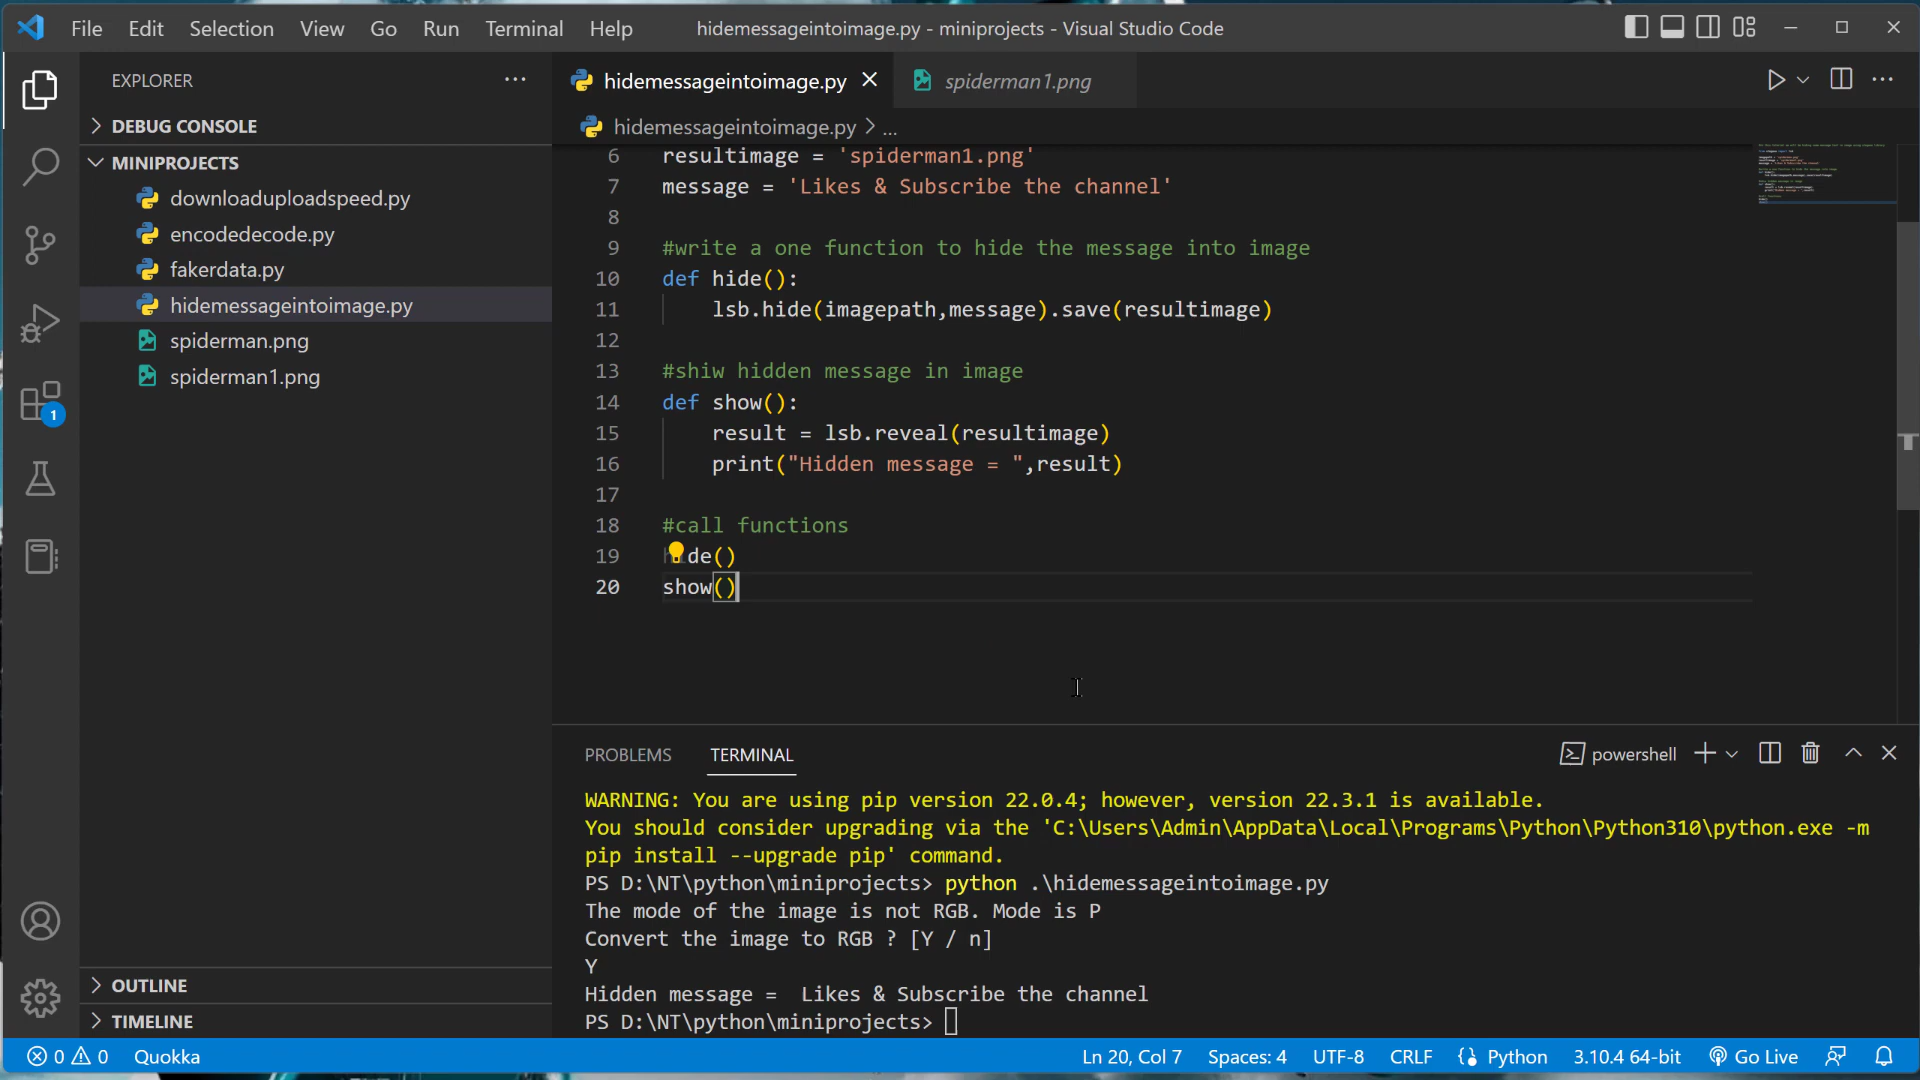 File Edit Selection View Go Run Terminal Help
hidemessageintoimage.py - miniprojects - Visual Studio Code
EXPLORER
DEBUG CONSOLE
MINIPROJECTS
downloaduploadspeed.py
encodedecode.py
fakerdata.py
hidemessageintoimage.py
spiderman.png
spiderman1.png
1
OUTLINE
TIMELINE
hidemessageintoimage.py
spiderman1.png
hidemessageintoimage.py > ...
6 resultimage = 'spiderman1.png'
7 message = 'Likes & Subscribe the channel'
8
9 #write a one function to hide the message into image
10 def hide():
11 lsb.hide(imagepath,message).save(resultimage)
12
13 #shiw hidden message in image
14 def show():
15 result = lsb.reveal(resultimage)
16 print("Hidden message = ",result)
17
18 #call functions
19 hide()
20 show()
PROBLEMS TERMINAL
powershell
WARNING: You are using pip version 22.0.4; however, version 22.3.1 is available.
You should consider upgrading via the 'C:\Users\Admin\AppData\Local\Programs\Python\Python310\python.exe -m
pip install --upgrade pip' command.
PS D:\NT\python\miniprojects> python .\hidemessageintoimage.py
The mode of the image is not RGB. Mode is P
Convert the image to RGB ? [Y / n]
Y
Hidden message =  Likes & Subscribe the channel
PS D:\NT\python\miniprojects>
0 0 Quokka
Ln 20, Col 7 Spaces: 4 UTF-8 CRLF Python 3.10.4 64-bit Go Live